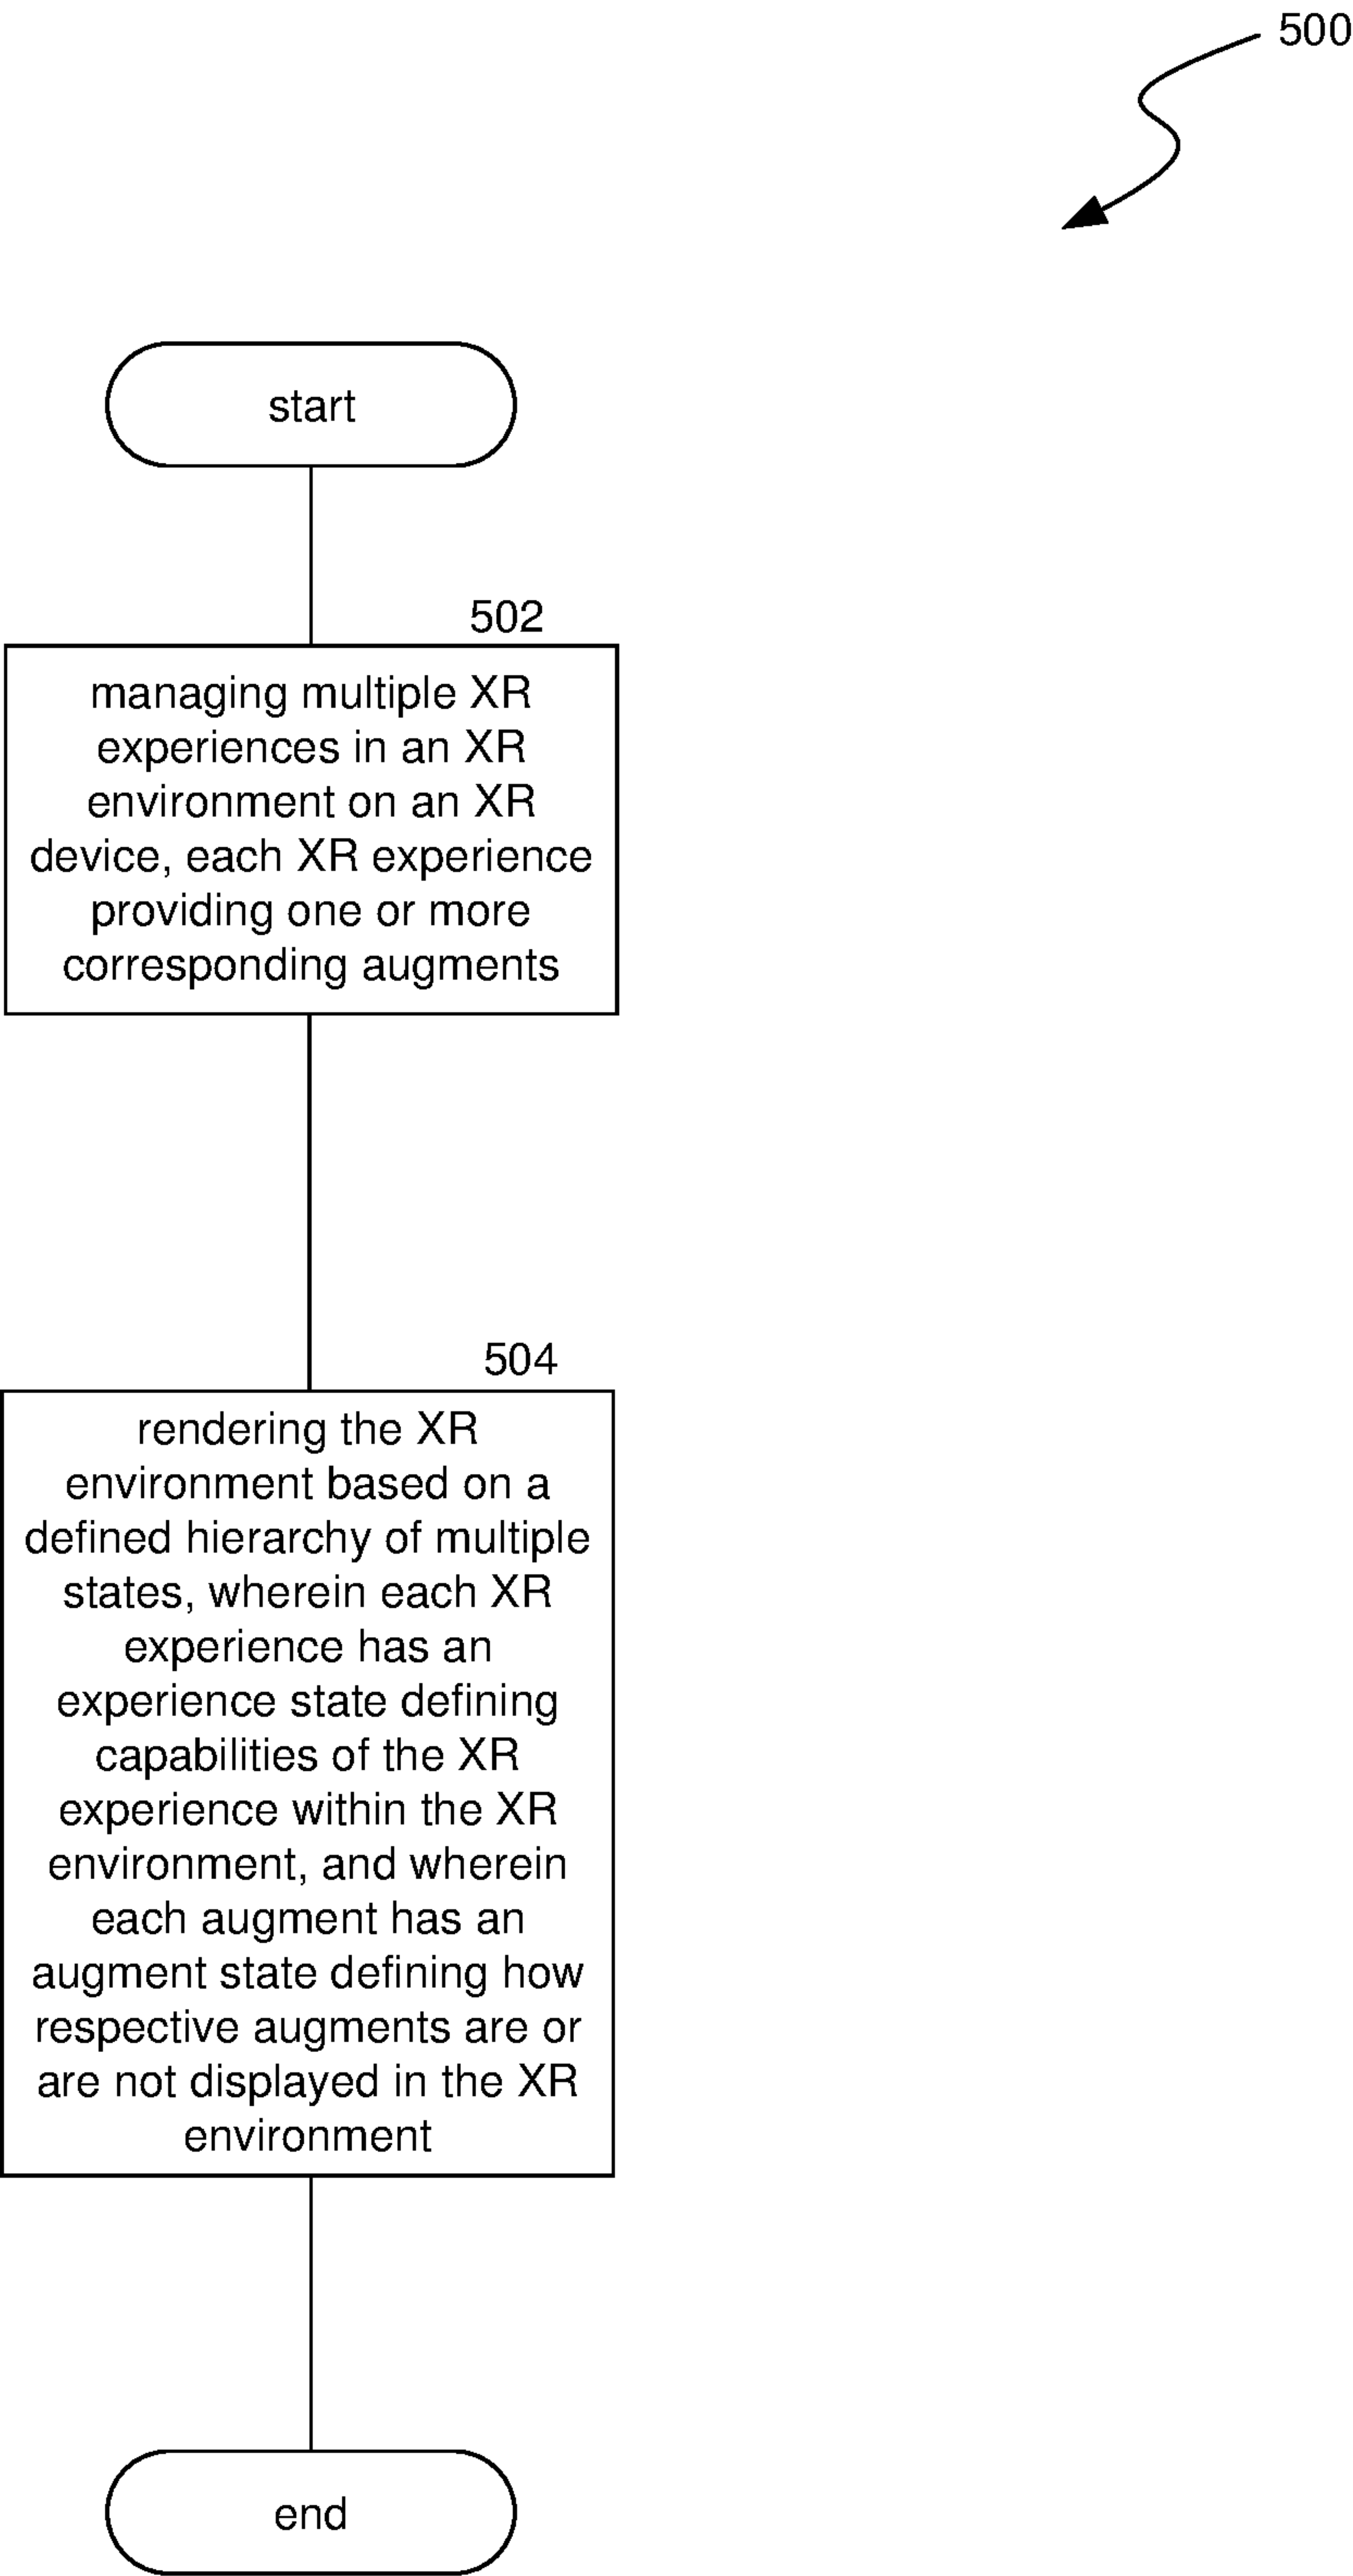 500
start
502
managing multiple XR
experiences in an XR
environment on an XR
device, each XR experience
providing one or more
corresponding augments
504
rendering the XR
environment based on a
defined hierarchy of multiple
states, wherein each XR
experience has an
experience state defining
capabilities of the XR
experience within the XR
environment, and wherein
each augment has an
augment state defining how
respective augments are or
are not displayed in the XR
environment
end